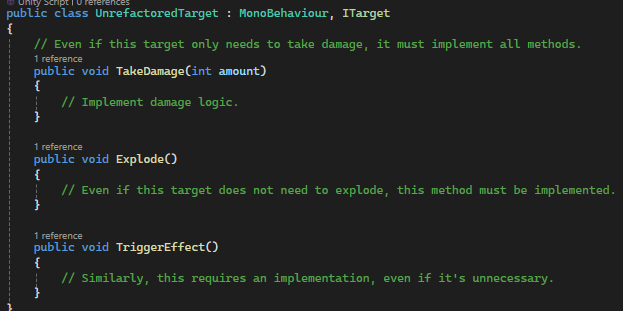 Unity Script | 0 references
public class UnrefactoredTarget : MonoBehaviour, ITarget
{
// Even if this target only needs to take damage, it must implement all methods.
1 reference
public void TakeDamage(int amount)
{
// Implement damage logic.
}
1 reference
public void Explode()
{
// Even if this target does not need to explode, this method must be implemented.
}
1 reference
public void TriggerEffect()
{
// Similarly, this requires an implementation, even if it's unnecessary.
}
}